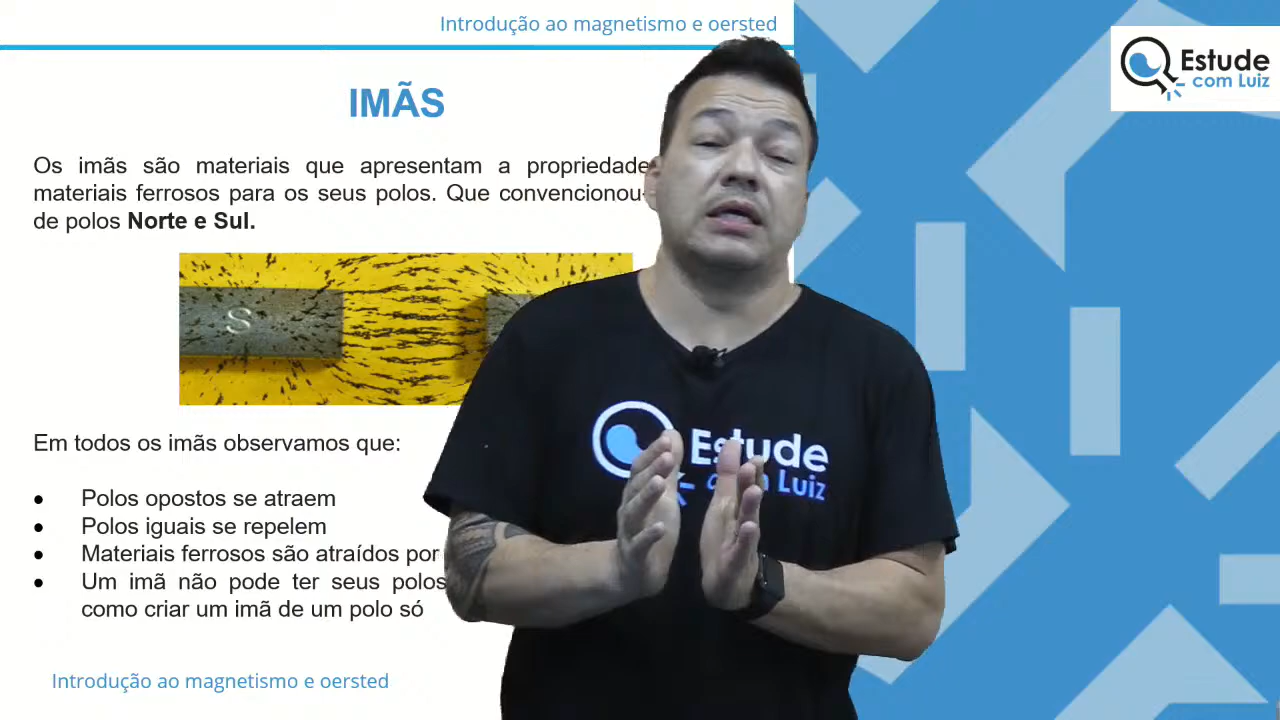 Introdução ao magnetismo e oersted
Estude
com Luiz
IMÃS
Os imãs são materiais que apresentam a propriedade
materiais ferrosos para os seus polos. Que convencionou-
de polos Norte e Sul.
S
Em todos os imãs observamos que:
• Polos opostos se atraem
• Polos iguais se repelem
• Materiais ferrosos são atraídos por
• Um imã não pode ter seus polos
como criar um imã de um polo só
Estude
com Luiz
Introdução ao magnetismo e oersted